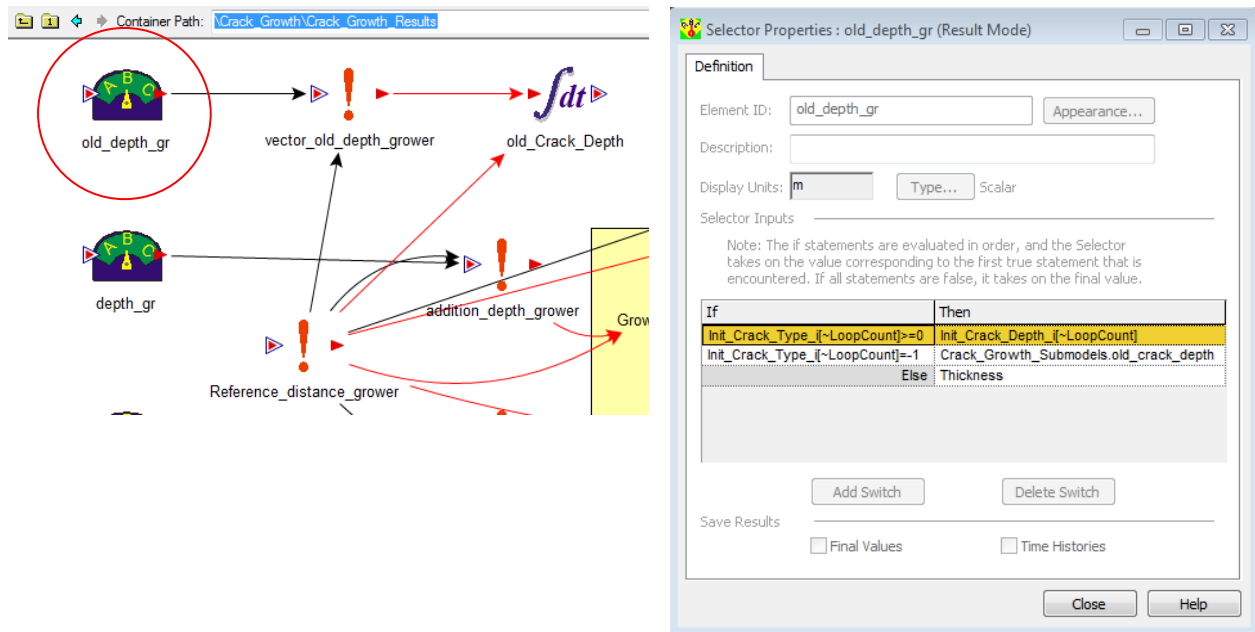 Container Path: \Crack_Growth\Crack_Growth_Results
A B C
old_depth_gr
vector_old_depth_grower
∫dt
old_Crack_Depth
A B C
depth_gr
addition_depth_grower
Grow
Reference_distance_grower
Selector Properties : old_depth_gr (Result Mode)
Definition
Element ID: old_depth_gr Appearance...
Description:
Display Units: m Type... Scalar
Selector Inputs
Note: The if statements are evaluated in order, and the Selector
takes on the value corresponding to the first true statement that is
encountered. If all statements are false, it takes on the final value.
If Then
Init_Crack_Type_i[~LoopCount]>=0 Init_Crack_Depth_i[~LoopCount]
Init_Crack_Type_i[~LoopCount]=-1 Crack_Growth_Submodels.old_crack_depth
Else Thickness
Add Switch Delete Switch
Save Results
Final Values Time Histories
Close Help